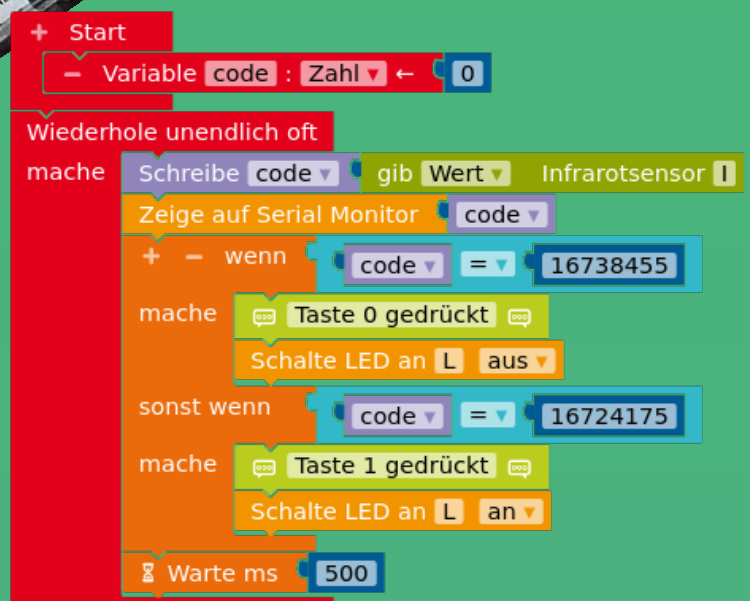 + Start
− Variable code : Zahl ▾ ← 0
Wiederhole unendlich oft
mache Schreibe code ▾ gib Wert ▾ Infrarotsensor I
Zeige auf Serial Monitor code ▾
+ − wenn code ▾ = ▾ 16738455
mache Taste 0 gedrückt
Schalte LED an L aus ▾
sonst wenn code ▾ = ▾ 16724175
mache Taste 1 gedrückt
Schalte LED an L an ▾
Warte ms 500